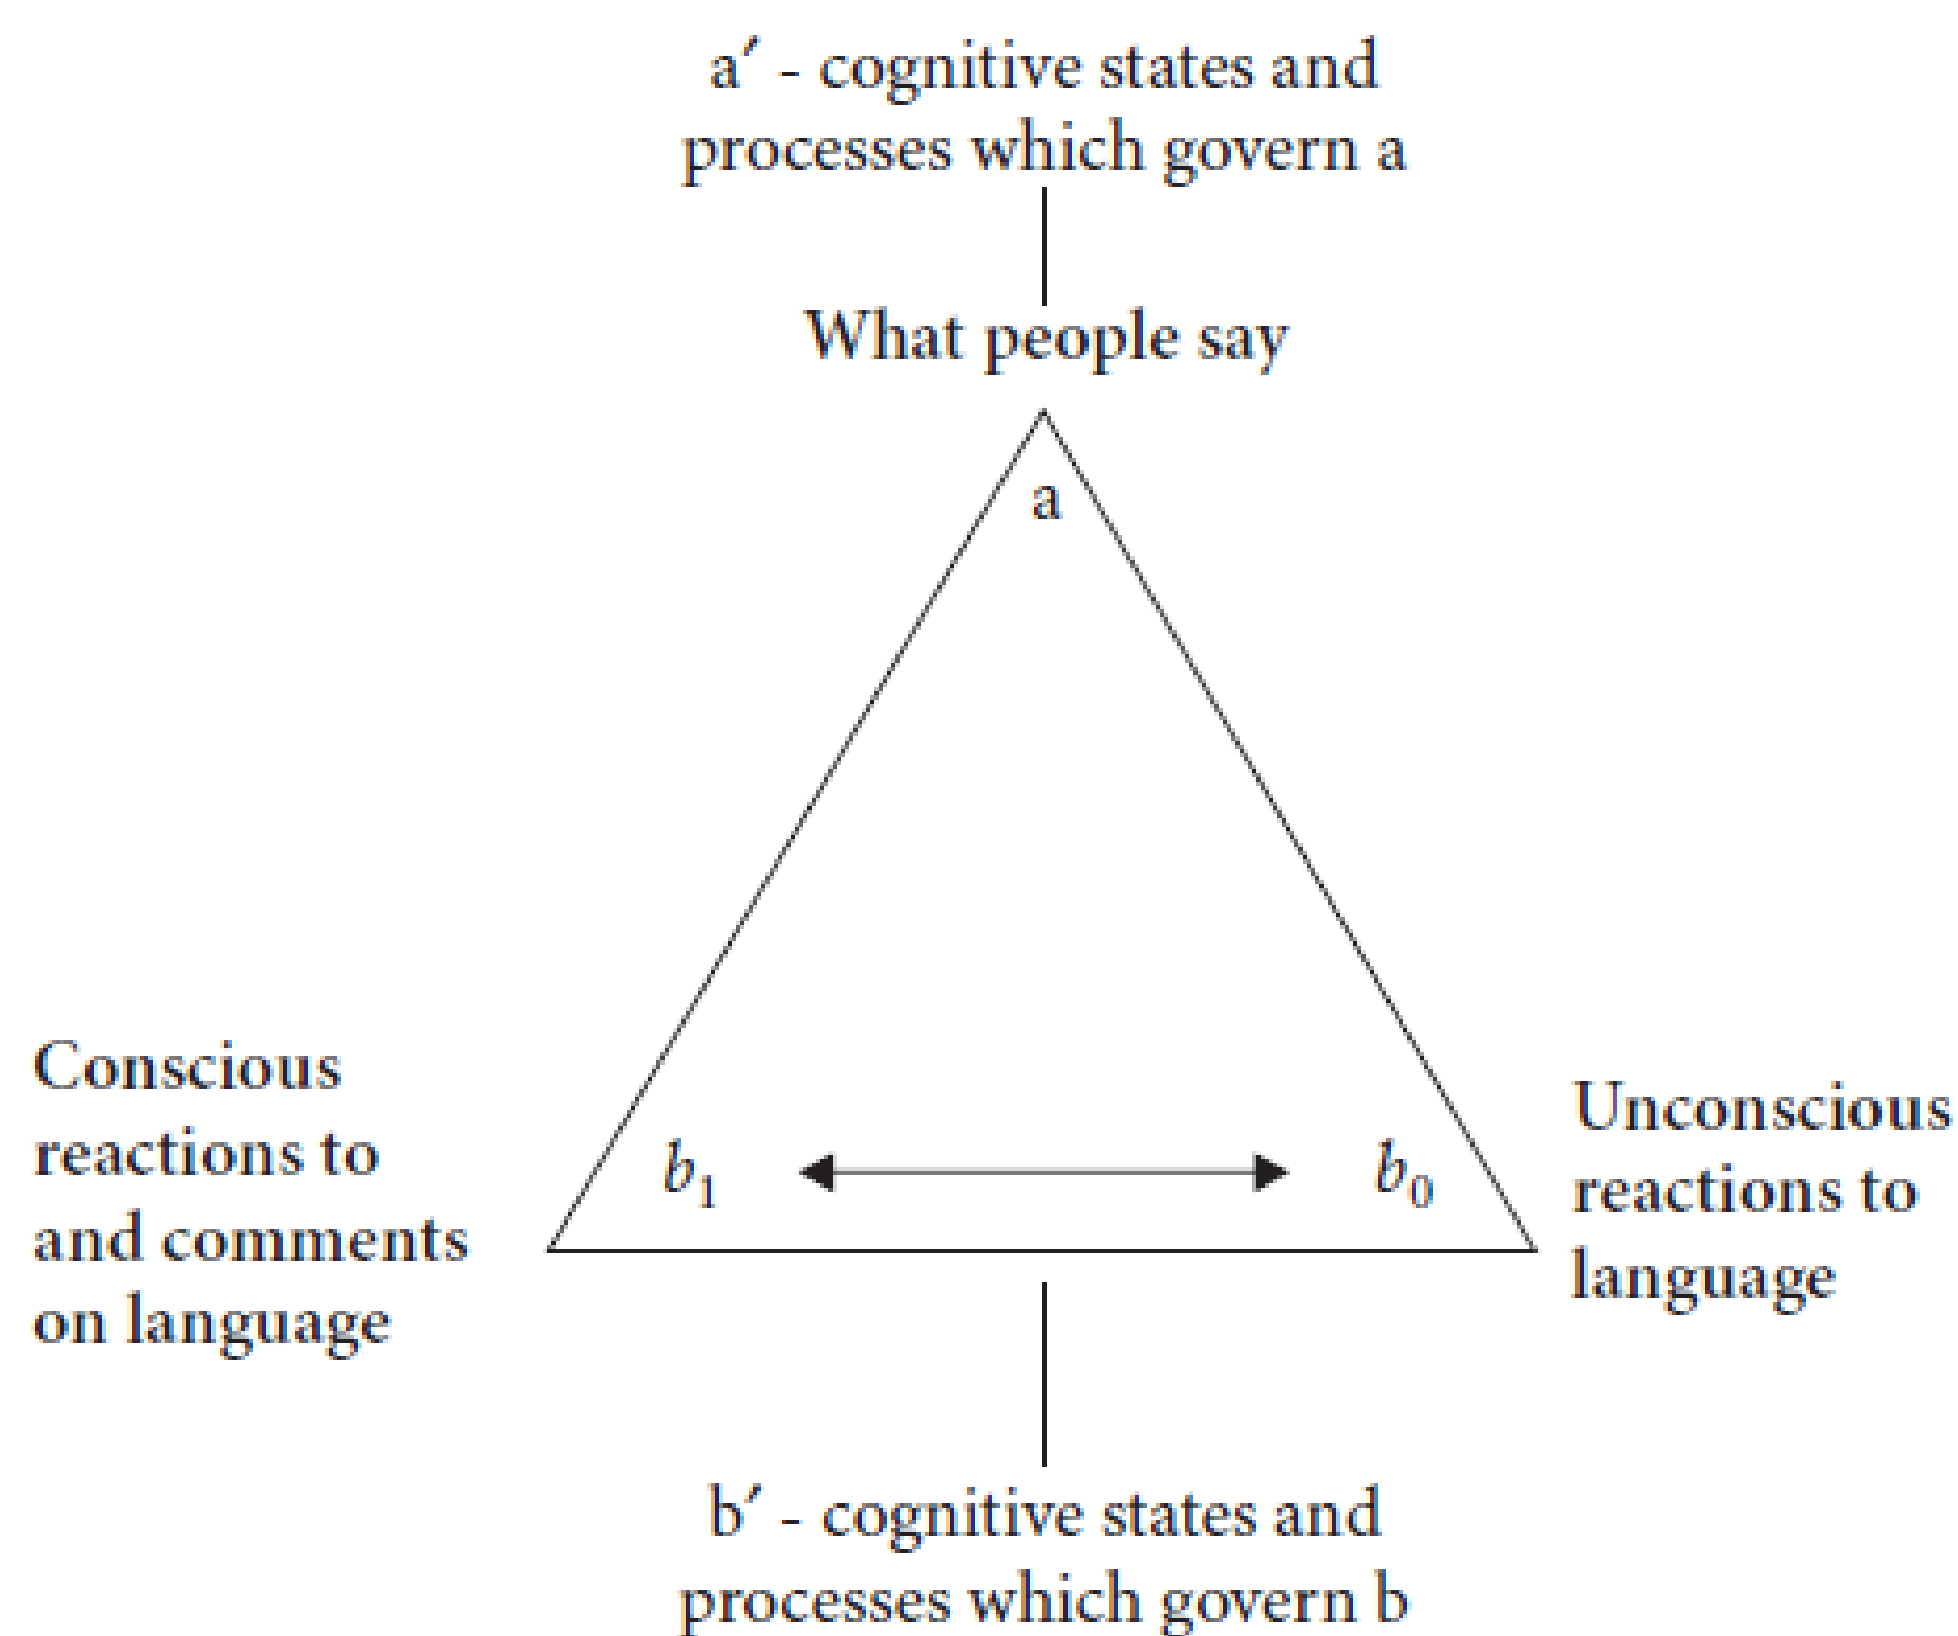 a′ - cognitive states and
processes which govern a
What people say
a
Conscious
reactions to
and comments
on language
b₁
b₀
Unconscious
reactions to
language
b′ - cognitive states and
processes which govern b